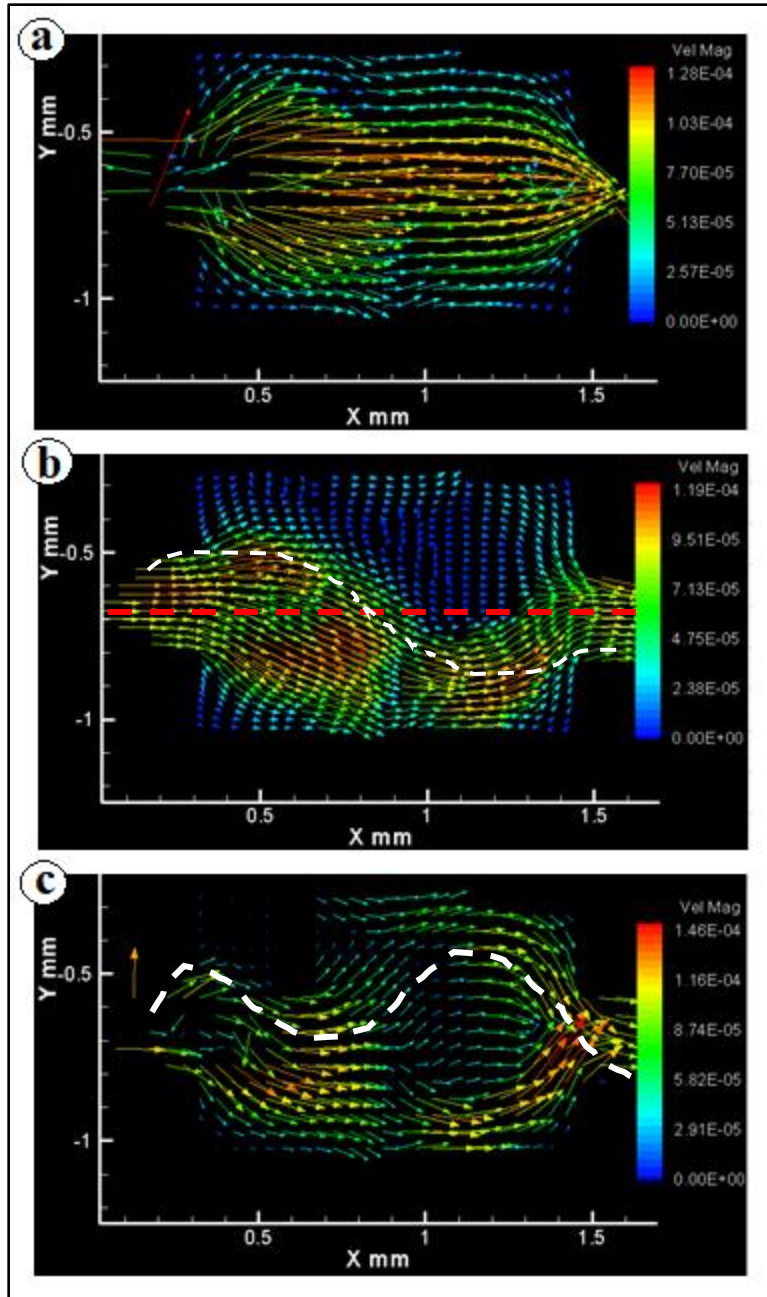 a
Vel Mag
1.28E-04
1.03E-04
7.70E-05
5.13E-05
2.57E-05
0.00E+00
Y mm
-0.5
-1
0.5
1
1.5
X mm
b
Vel Mag
1.19E-04
9.51E-05
7.13E-05
4.75E-05
2.38E-05
0.00E+00
Y mm
-0.5
-1
0.5
1
1.5
X mm
c
Vel Mag
1.46E-04
1.16E-04
8.74E-05
5.82E-05
2.91E-05
0.00E+00
Y mm
-0.5
-1
0.5
1
1.5
X mm